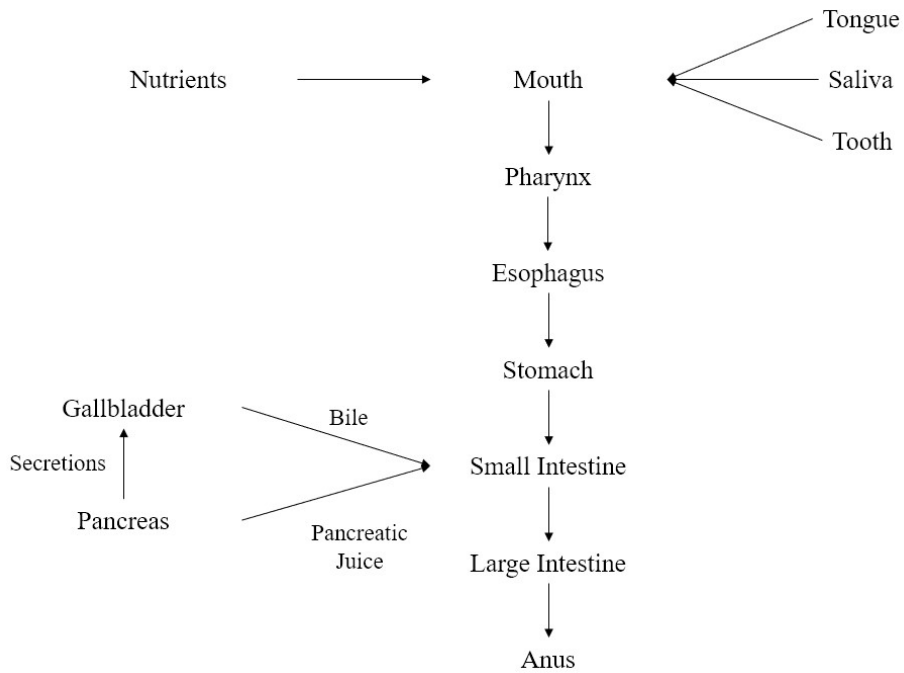 Tongue
Nutrients
Mouth
Saliva
Tooth
Pharynx
Esophagus
Stomach
Gallbladder
Bile
Secretions
Small Intestine
Pancreas
Pancreatic
Juice
Large Intestine
Anus